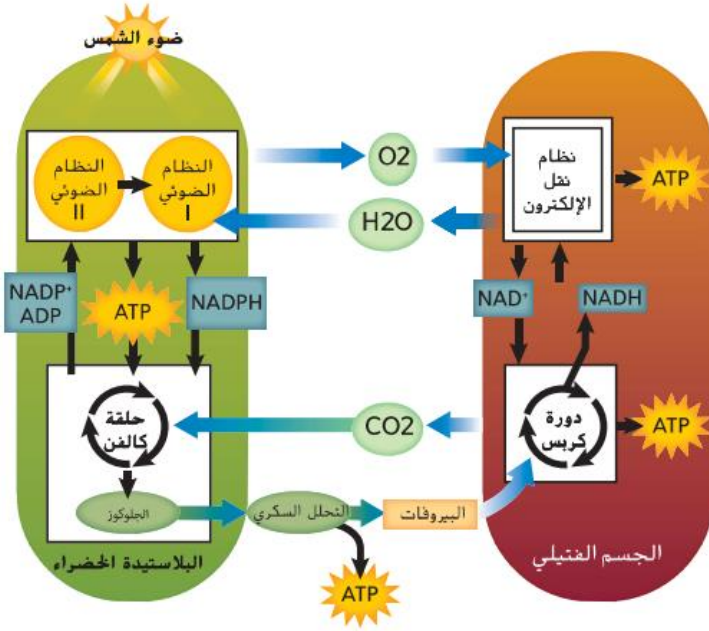 ضوء الشمس
النظام
الضوئي
II
النظام
الضوئي
I
O2
H2O
نظام
نقل
الإلكترون
ATP
NADP+
ADP
ATP
NADPH
NAD+
NADH
حلقة
كالفن
CO2
دورة
كربس
ATP
الجلوكوز
التحلل السكري
البيروفات
البلاستيدة الخضراء
الجسم الفتيلي
ATP